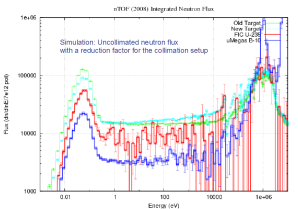 nTOF (2008) Integrated Neutron Flux
1e+06
Old Target
New Target
FIC U-235
uMegas B-10
Simulation: Uncollimated neutron flux
with a reduction factor for the collimation setup
100000
10000
1000
Flux (dn/dlnE/7e12 pot)
0.01
1
100
10000
1e+06
Energy (eV)